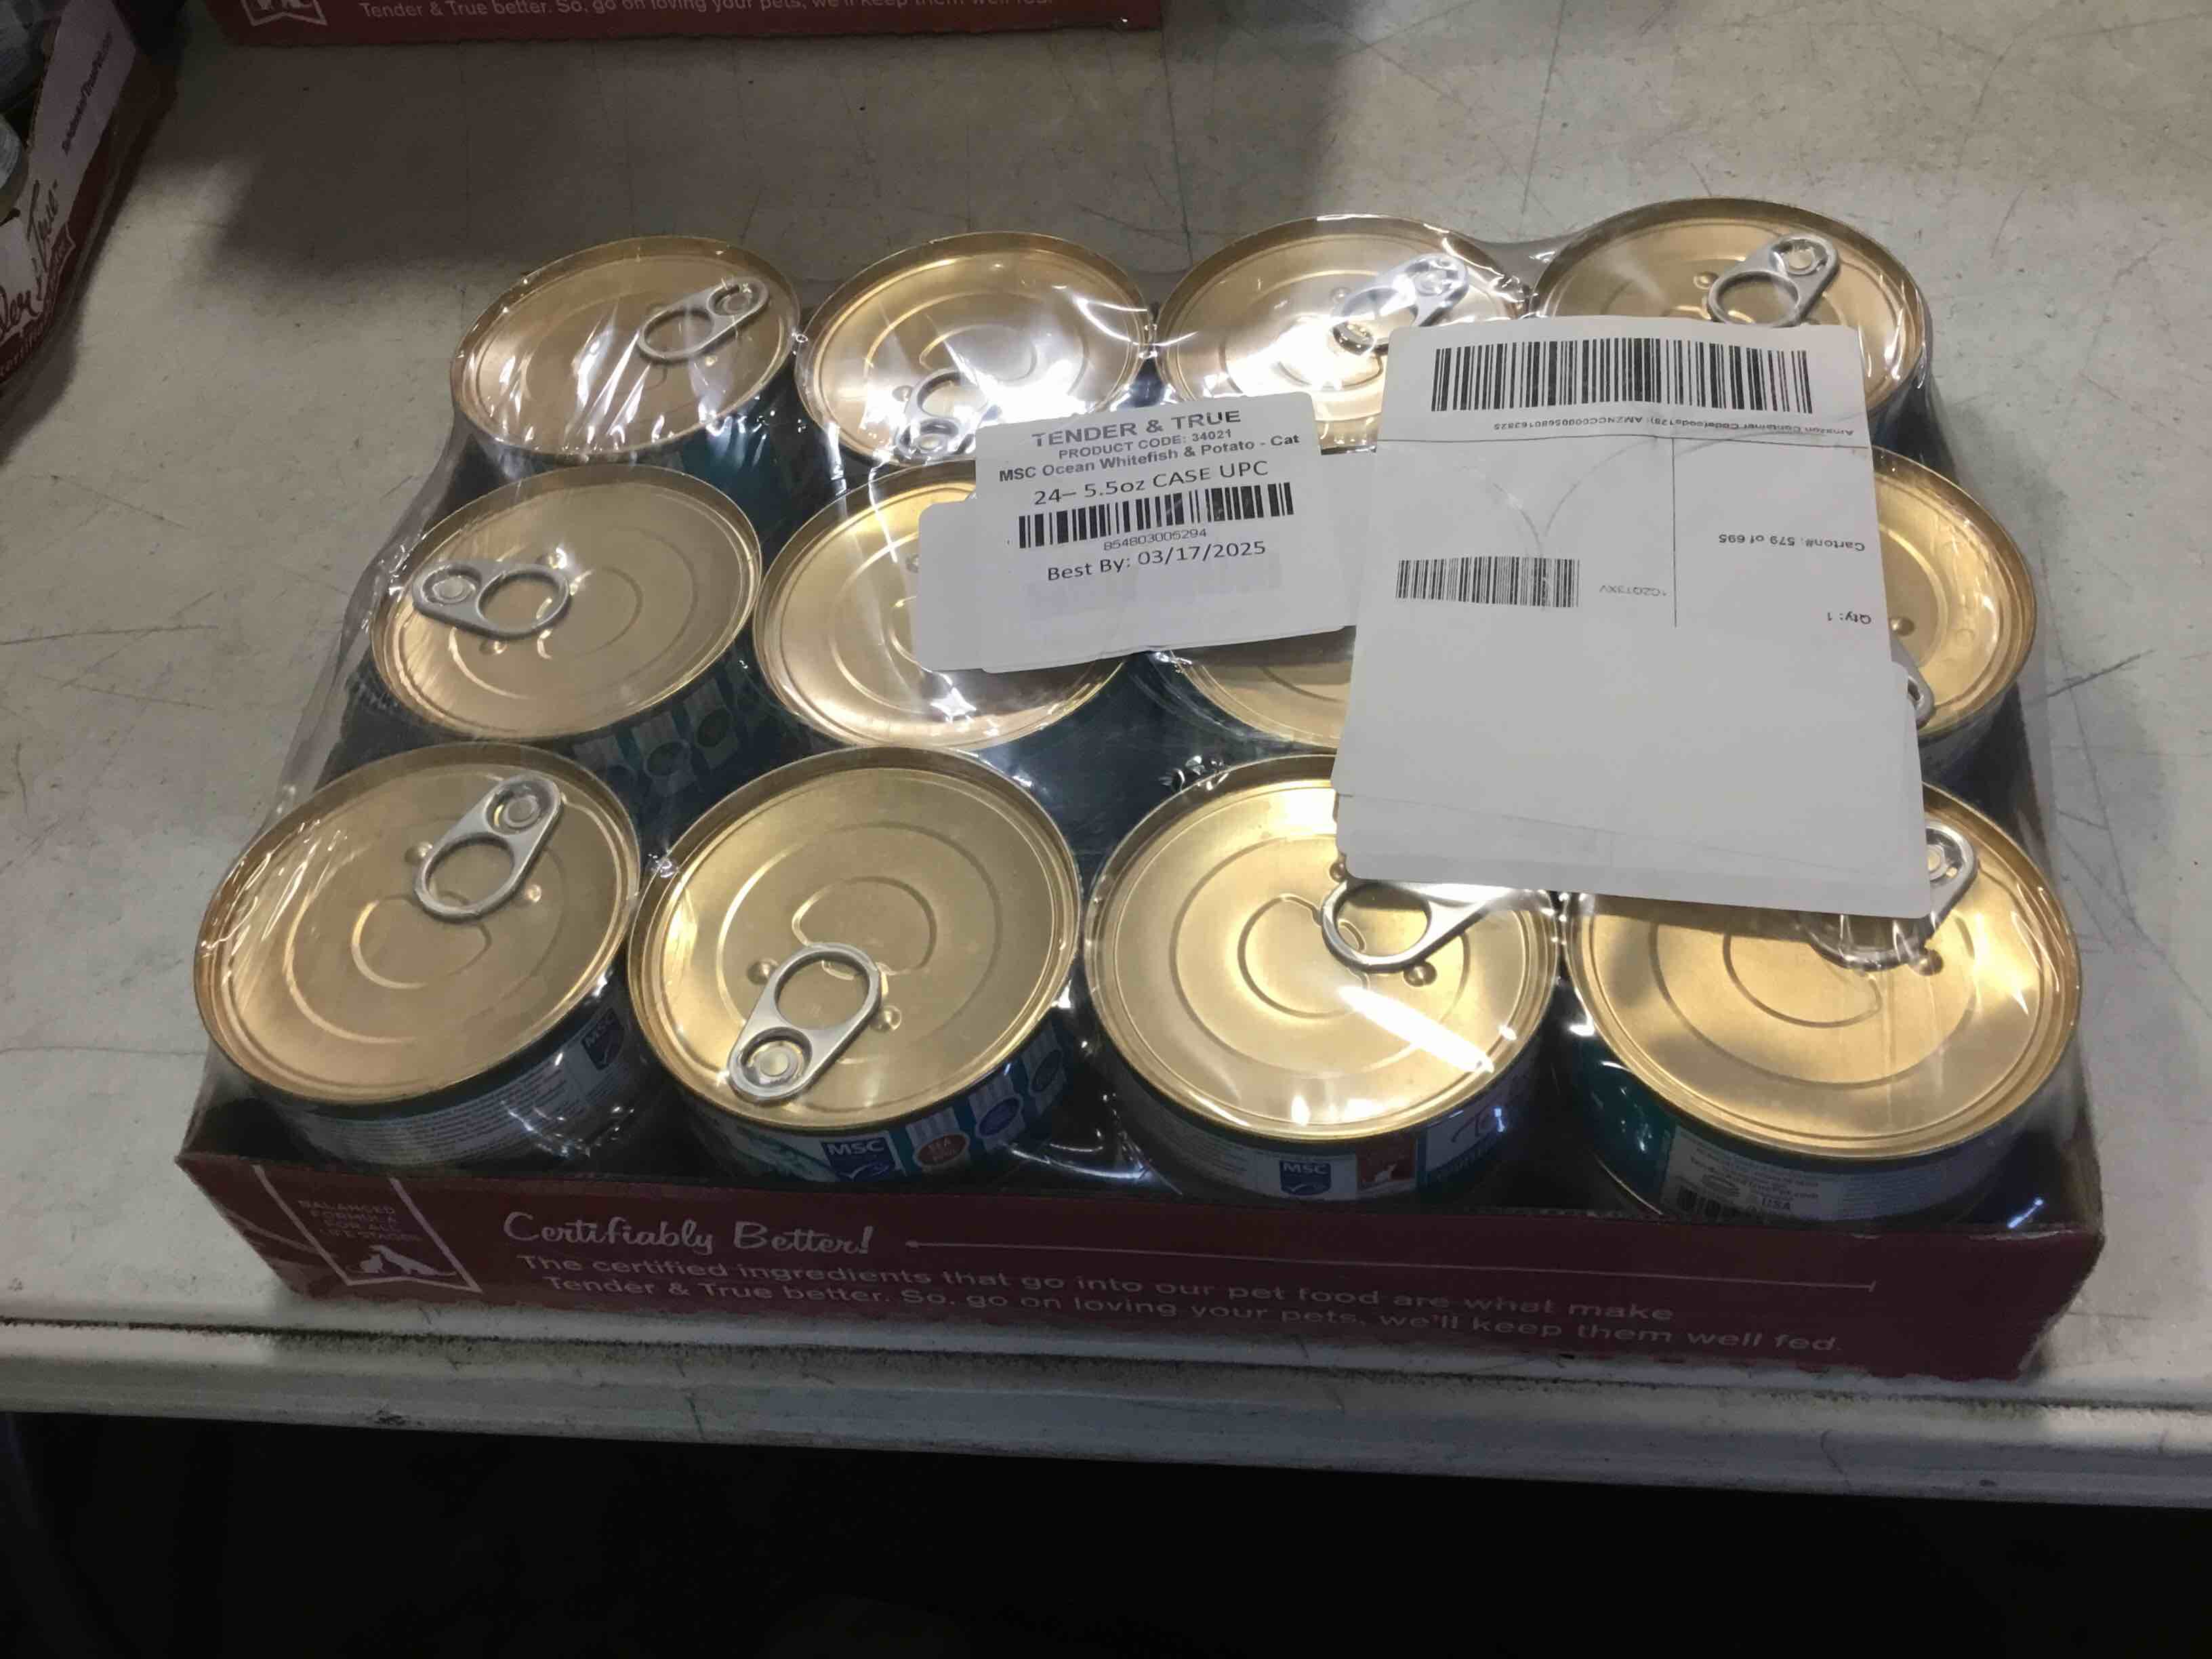 Tender & True better. So, go on loving your pets, we'll keep them well fed.
TENDER & TRUE
PRODUCT CODE: 34021
MSC Ocean Whitefish & Potato - Cat
24– 5.5oz CASE UPC
854803005294
Best By: 03/17/2025
Carton#: 579 of 695
Qty: 1
MSC
MSC
MSC
USA
BALANCED
FORMULA
FOR ALL
LIFE STAGES
Certifiably Better!
The certified ingredients that go into our pet food are what make
Tender & True better. So, go on loving your pets, we'll keep them well fed.